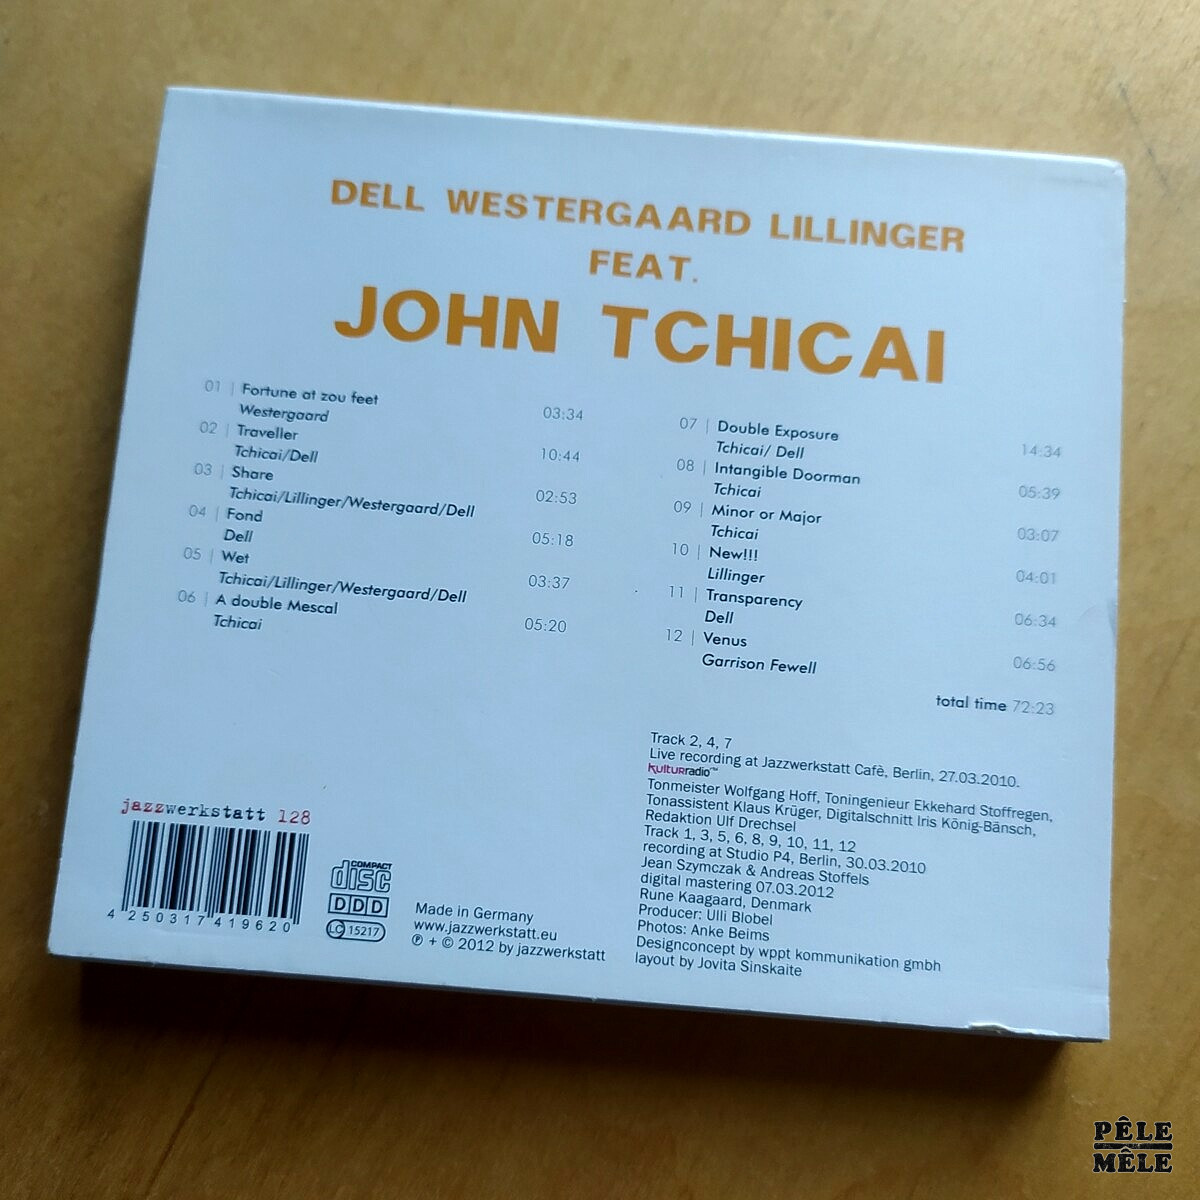 DELL WESTERGAARD LILLINGER
FEAT.
JOHN TCHICAI
01 | Fortune at zou feet
Westergaard 03:34
02 | Traveller
Tchicai/Dell 10:44
03 | Share
Tchicai/Lillinger/Westergaard/Dell 02:53
04 | Fond
Dell 05:18
05 | Wet
Tchicai/Lillinger/Westergaard/Dell 03:37
06 | A double Mescal
Tchicai 05:20
07 | Double Exposure
Tchicai/ Dell 14:34
08 | Intangible Doorman
Tchicai 05:39
09 | Minor or Major
Tchicai 03:07
10 | New!!!
Lillinger 04:01
11 | Transparency
Dell 06:34
12 | Venus
Garrison Fewell 06:56
total time 72:23
Track 2, 4, 7
Live recording at Jazzwerkstatt Cafè, Berlin, 27.03.2010.
kulturradio™
Tonmeister Wolfgang Hoff, Toningenieur Ekkehard Stoffregen,
Tonassistent Klaus Krüger, Digitalschnitt Iris König-Bänsch,
Redaktion Ulf Drechsel
Track 1, 3, 5, 6, 8, 9, 10, 11, 12
recording at Studio P4, Berlin, 30.03.2010
Jean Szymczak & Andreas Stoffels
digital mastering 07.03.2012
Rune Kaagaard, Denmark
Producer: Ulli Blobel
Photos: Anke Beims
Designconcept by wppt kommunikation gmbh
layout by Jovita Sinskaite
jazzwerkstatt 128
4 250317 419620
COMPACT
disc
DDD
LC 15217
Made in Germany
www.jazzwerkstatt.eu
℗ + © 2012 by jazzwerkstatt
PÊLE
MÊLE